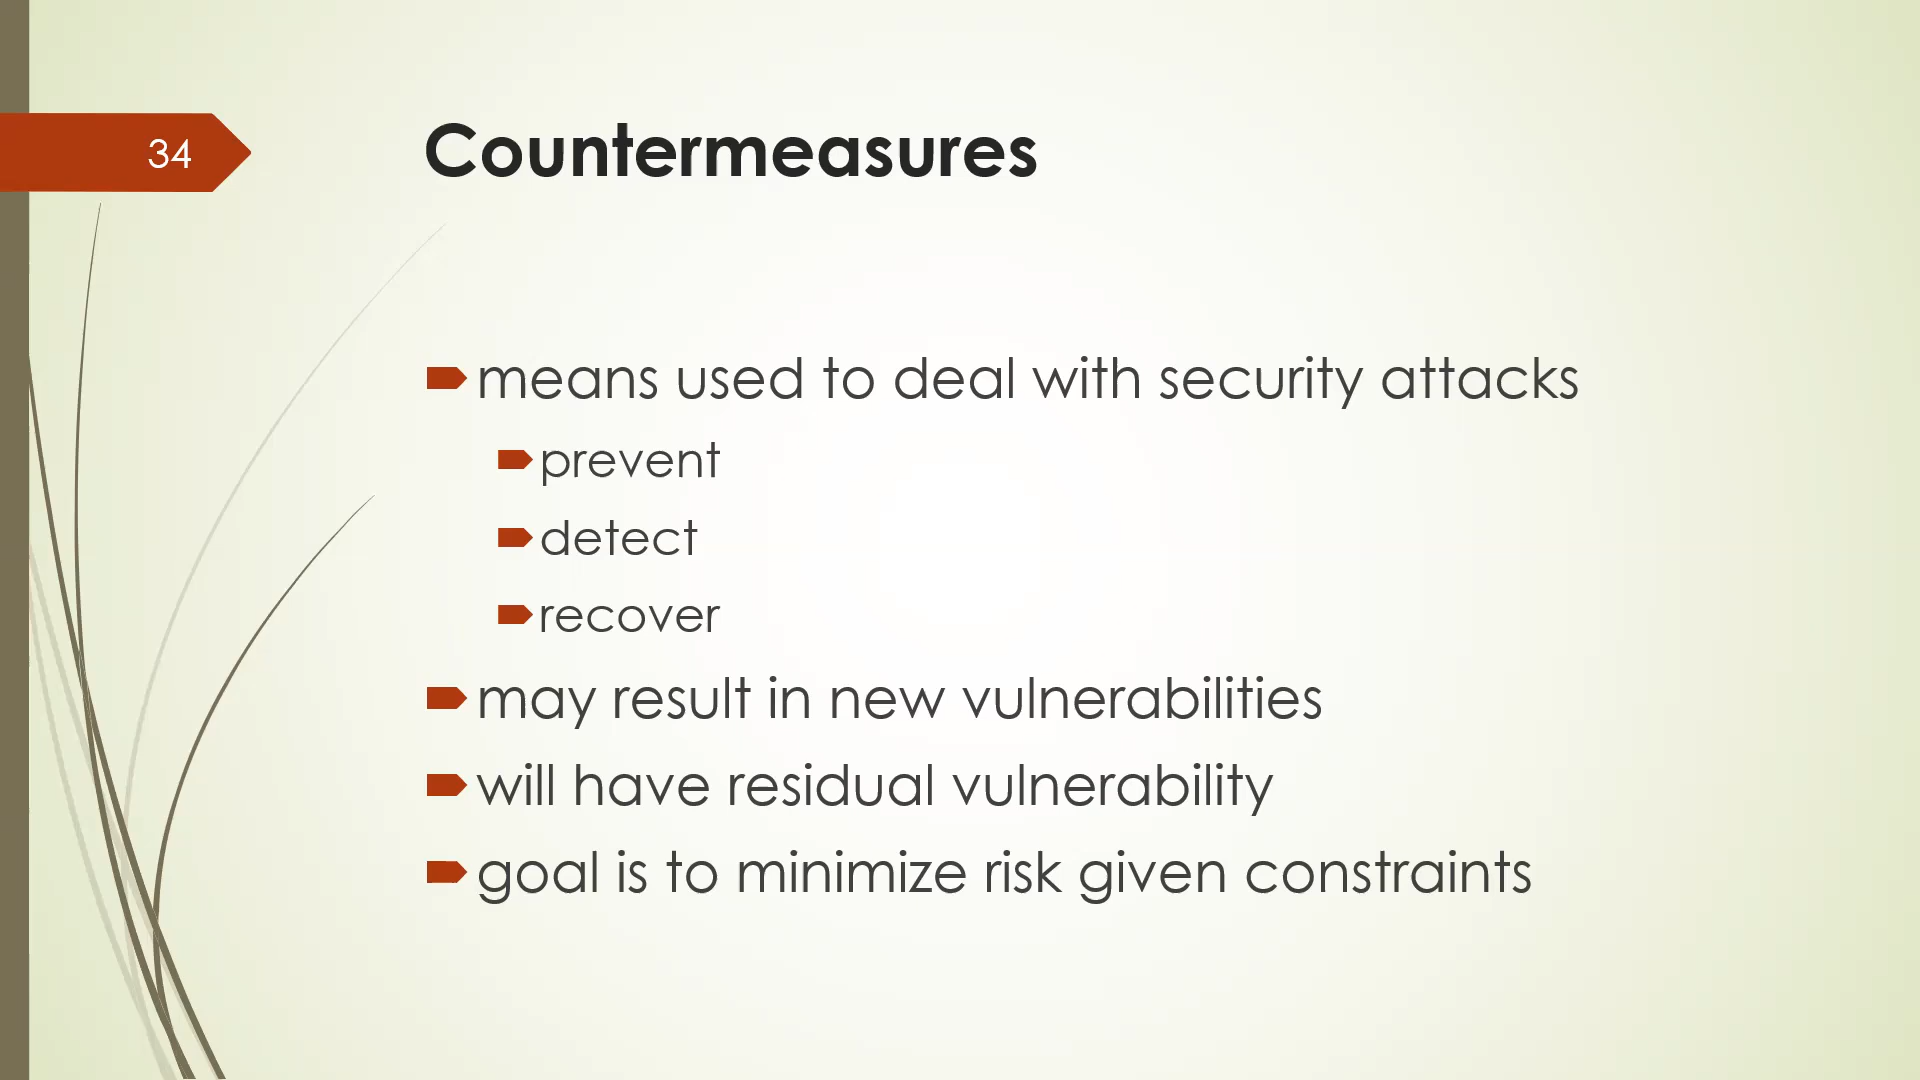 34
Countermeasures
means used to deal with security attacks
prevent
detect
recover
may result in new vulnerabilities
will have residual vulnerability
goal is to minimize risk given constraints